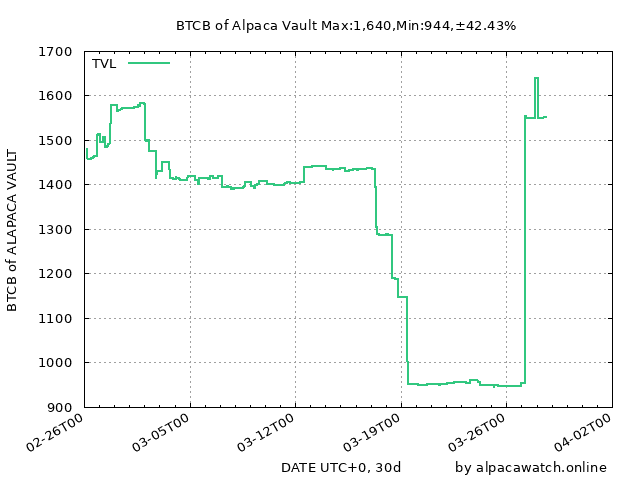 BTCB of Alpaca Vault Max:1,640,Min:944,±42.43%
TVL
1700
1600
1500
1400
1300
1200
1100
1000
900
BTCB of ALAPACA VAULT
02-26T00
03-05T00
03-12T00
03-19T00
03-26T00
04-02T00
DATE UTC+0, 30d
by alpacawatch.online